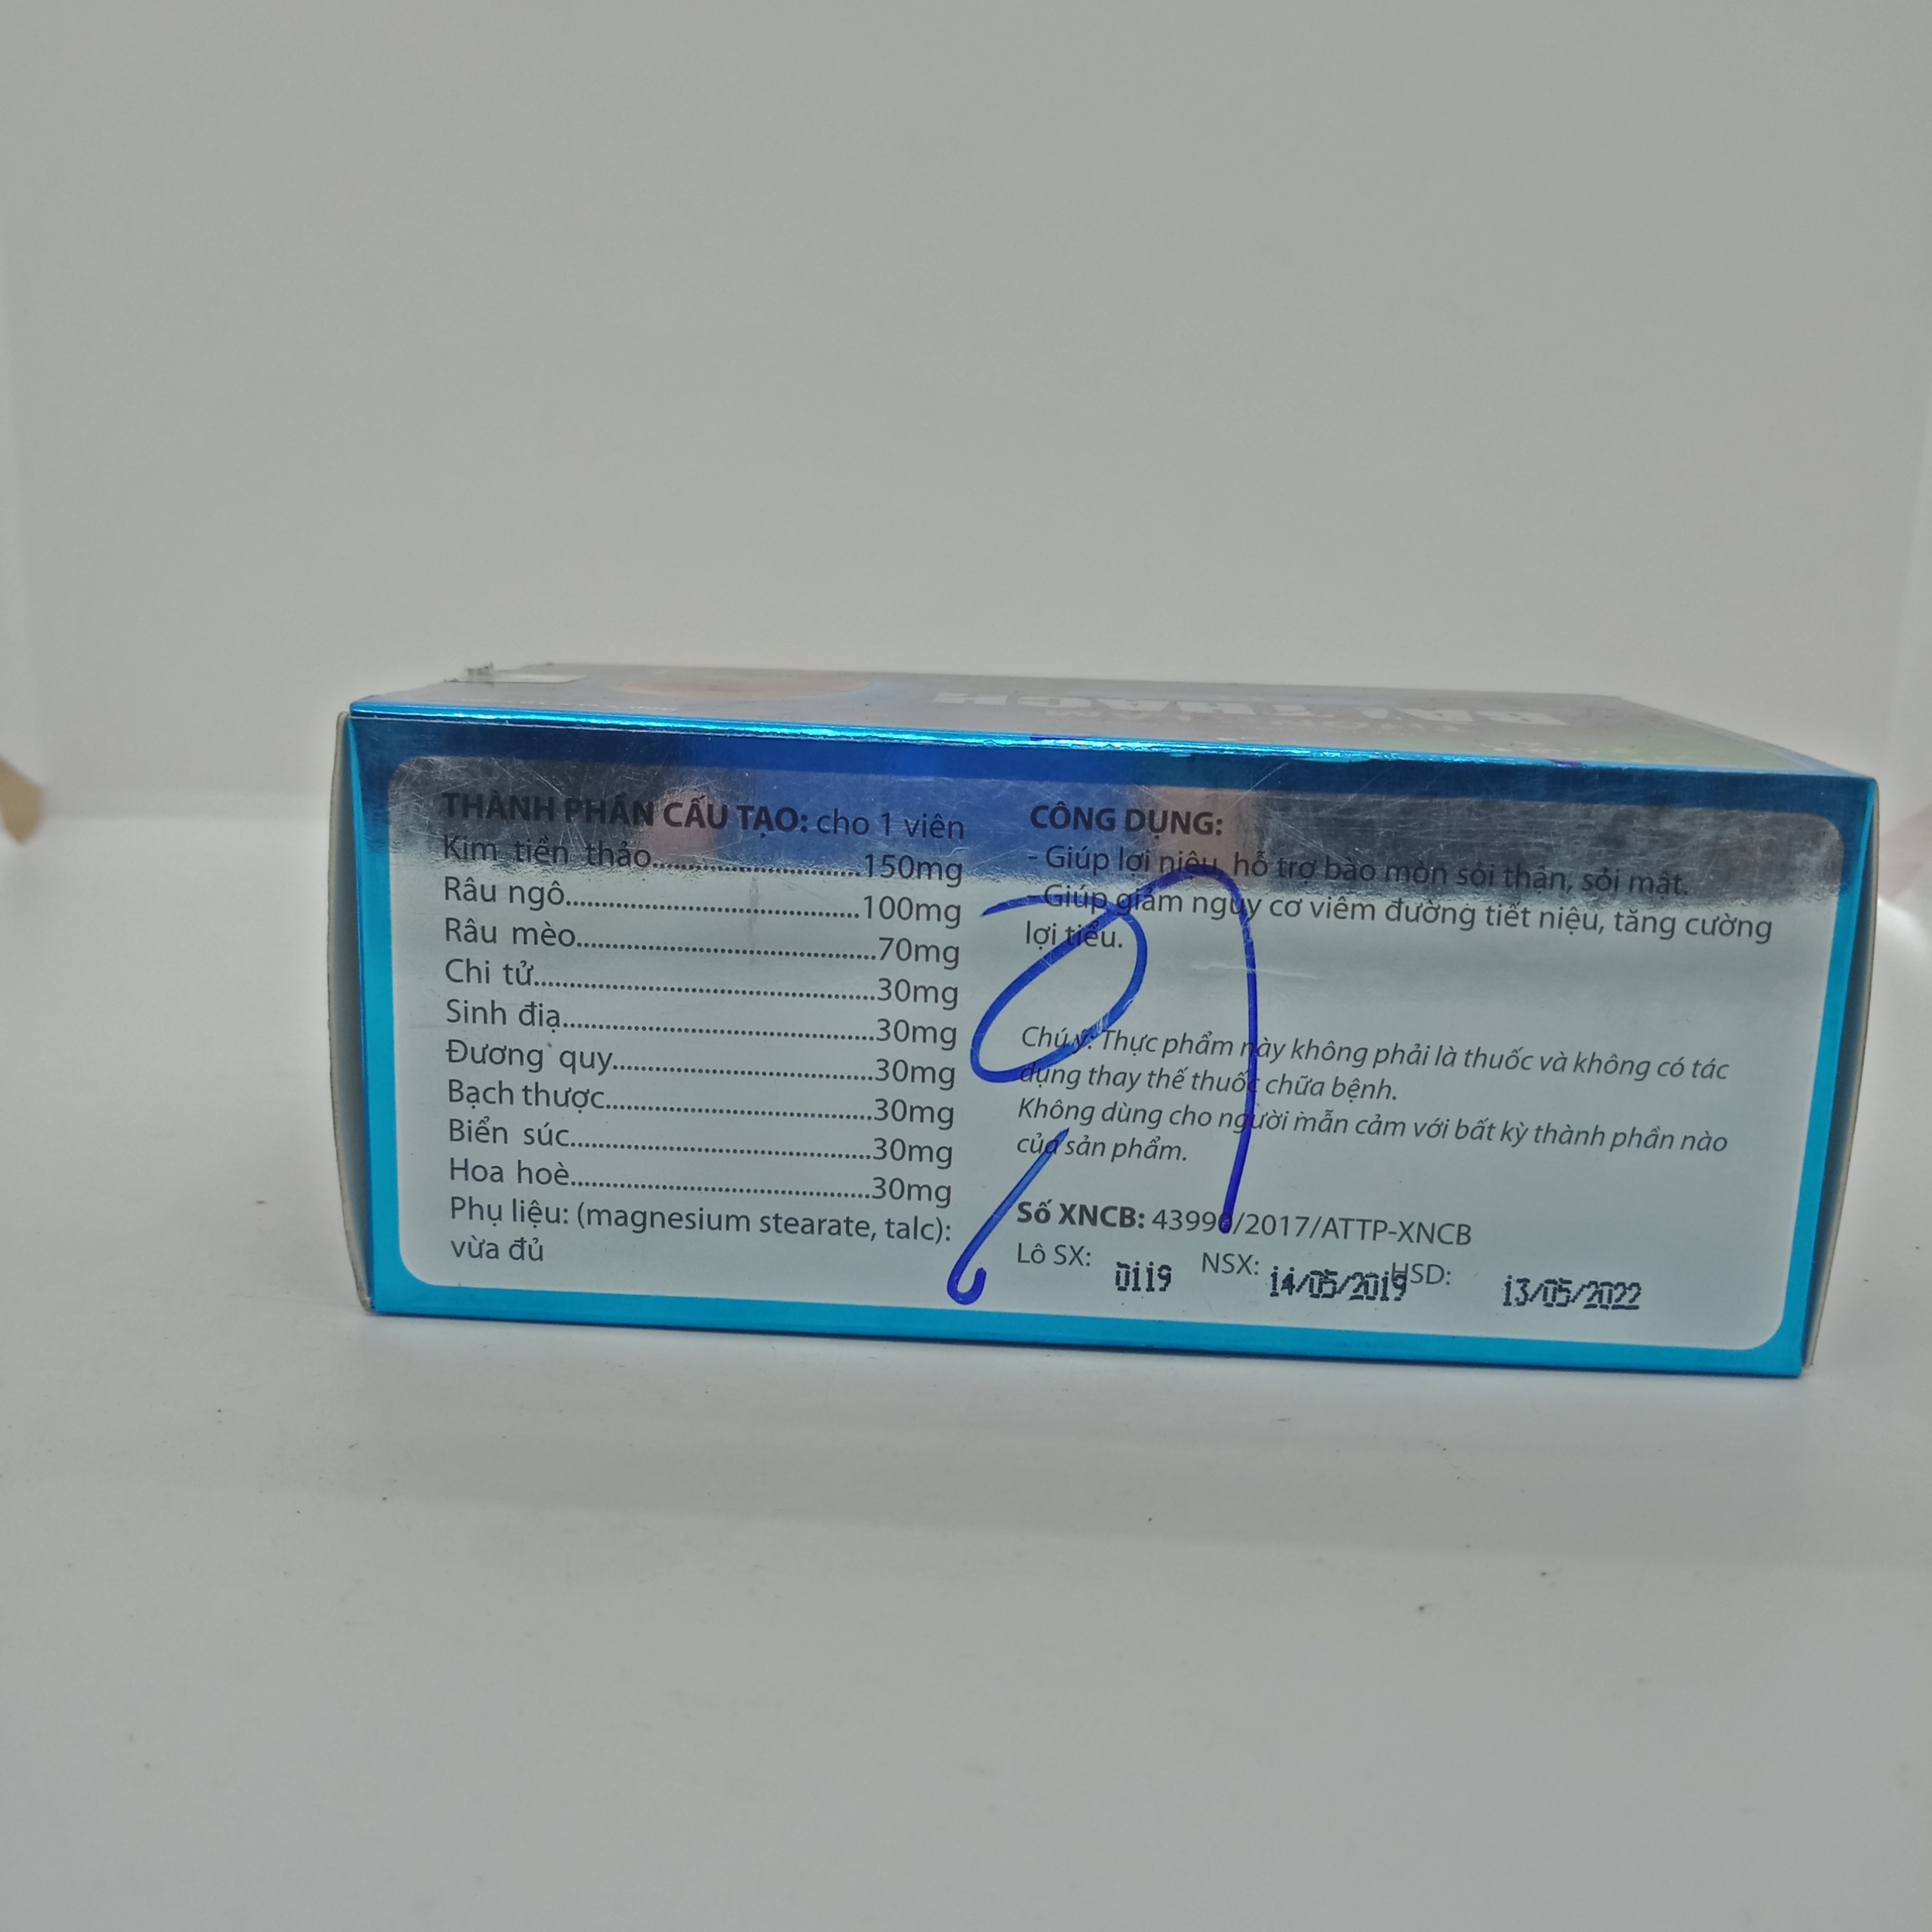 BÀI THẠCH
THÀNH PHẦN CẤU TẠO: cho 1 viên
Kim tiền thảo....................................150mg
Râu ngô....................................100mg
Râu mèo....................................70mg
Chi tử....................................30mg
Sinh địa....................................30mg
Đương quy....................................30mg
Bạch thược....................................30mg
Biển súc....................................30mg
Hoa hoè....................................30mg
Phụ liệu: (magnesium stearate, talc):
vừa đủ
CÔNG DỤNG:
- Giúp lợi niệu, hỗ trợ bào mòn sỏi thận, sỏi mật.
- Giúp giảm nguy cơ viêm đường tiết niệu, tăng cường
lợi tiểu.
Chú ý: Thực phẩm này không phải là thuốc và không có tác
dụng thay thế thuốc chữa bệnh.
Không dùng cho người mẫn cảm với bất kỳ thành phần nào
của sản phẩm.
Số XNCB: /2017/ATTP-XNCB
Lô SX: 0119 NSX: 14/05/2019 HSD: 13/05/2022